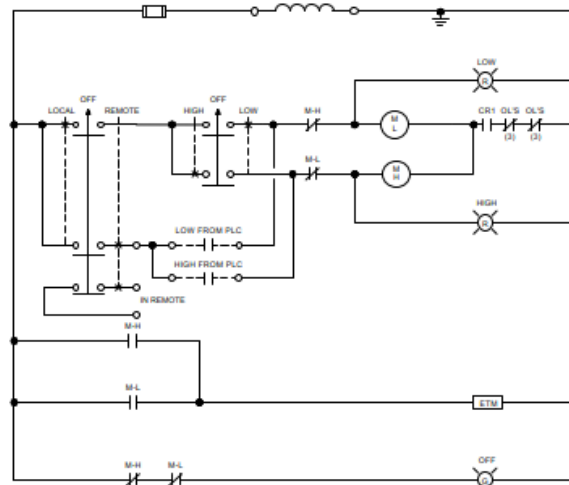 LOW
R
OFF
LOCAL
REMOTE
OFF
HIGH
LOW
M-H
M
L
CR1
OL'S
OL'S
(3)
(3)
M-L
M
H
HIGH
R
LOW FROM PLC
HIGH FROM PLC
IN REMOTE
M-H
M-L
ETM
M-H
M-L
OFF
G